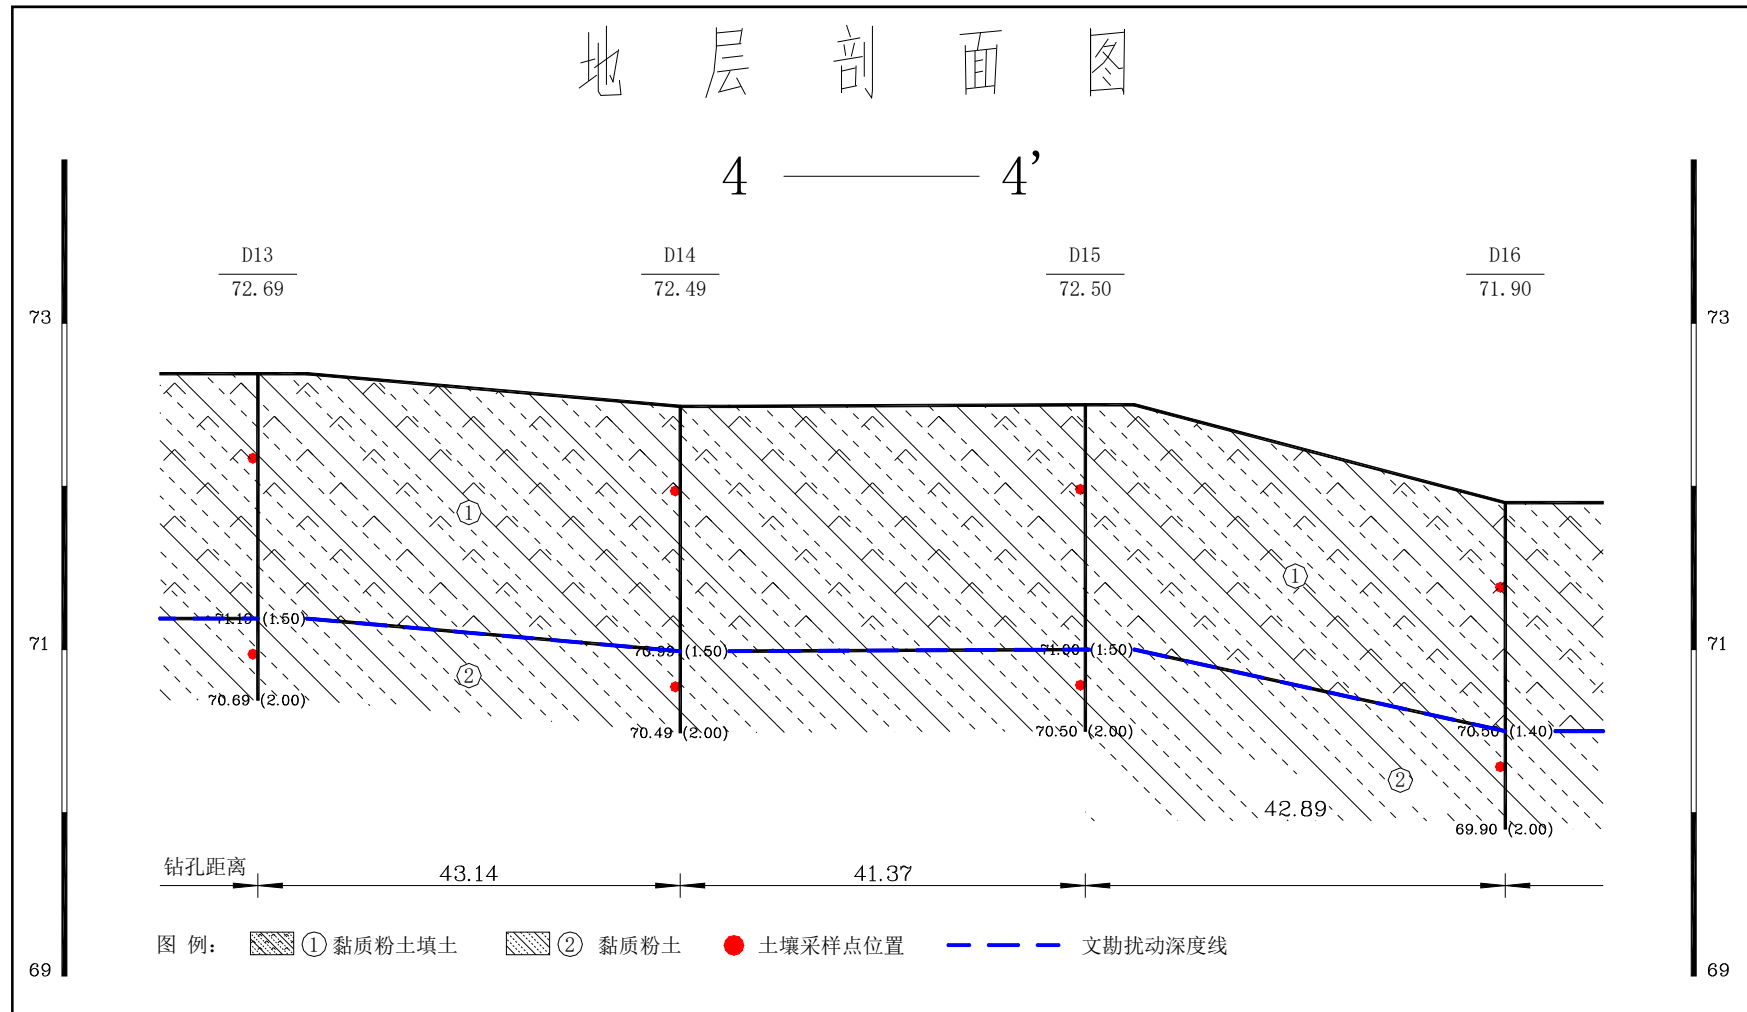 地层剖面图
4 —— 4'
D13 D14 D15 D16
72.69 72.49 72.50 71.90
73 73
① 
①
71.19 (1.50)
71 70.99 (1.50) 71.00 (1.50) 71
②
70.69 (2.00)
70.49 (2.00) 70.50 (2.00) 70.50 (1.40)
②
42.89
69.90 (2.00)
钻孔距离 43.14 41.37
图 例: ① 黏质粉土填土 ② 黏质粉土 土壤采样点位置 文勘扰动深度线
69 69